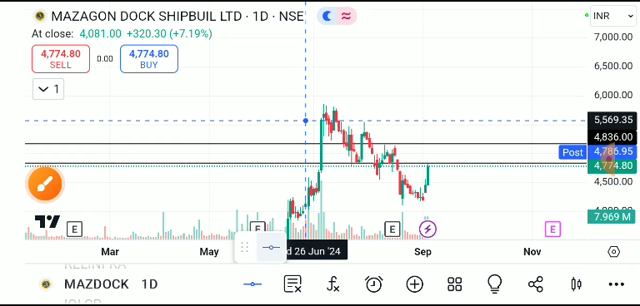 MAZAGON DOCK SHIPBUIL LTD · 1D · NSE
INR
At close: 4,081.00 +320.30 (+7.19%)
7,000.00
4,774.80
SELL
0.00
4,774.80
BUY
6,500.00
1
6,000.00
5,569.35
4,836.00
Post 4,786.95
4,774.80
4,500.00
7.969 M
E
E
E
E
Mar
May
d 26 Jun '24
Sep
Nov
MAZDOCK 1D